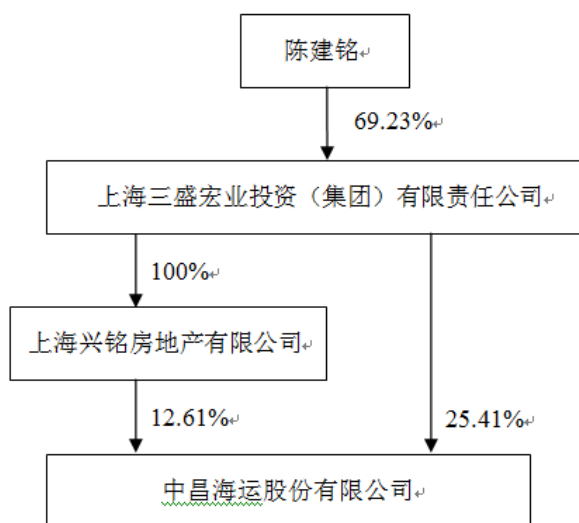 陈建铭
69.23%
上海三盛宏业投资（集团）有限责任公司
100%
上海兴铭房地产有限公司
12.61%
25.41%
中昌海运股份有限公司